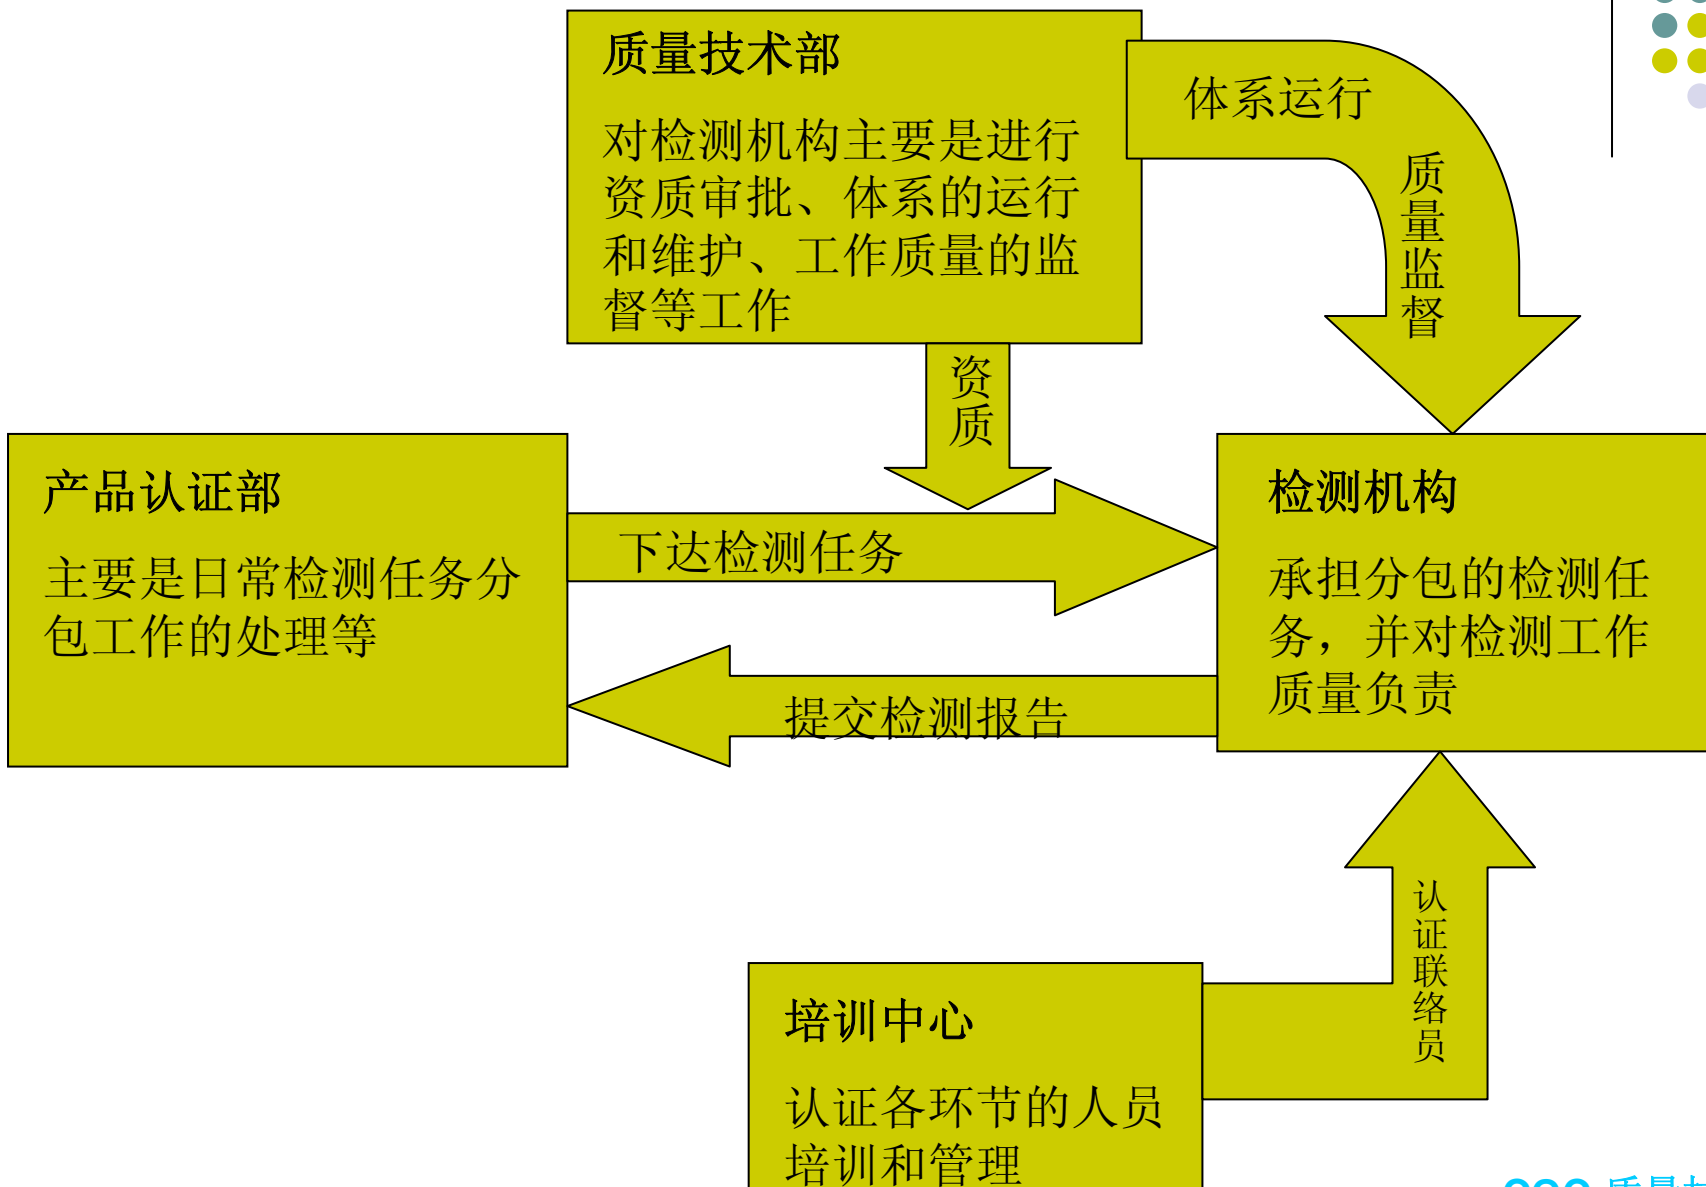 质量技术部
对检测机构主要是进行
资质审批、体系的运行
和维护、工作质量的监
督等工作
体系运行
质量监督
资质
产品认证部
主要是日常检测任务分
包工作的处理等
下达检测任务
提交检测报告
检测机构
承担分包的检测任
务，并对检测工作
质量负责
认证联络员
培训中心
认证各环节的人员
培训和管理
质量